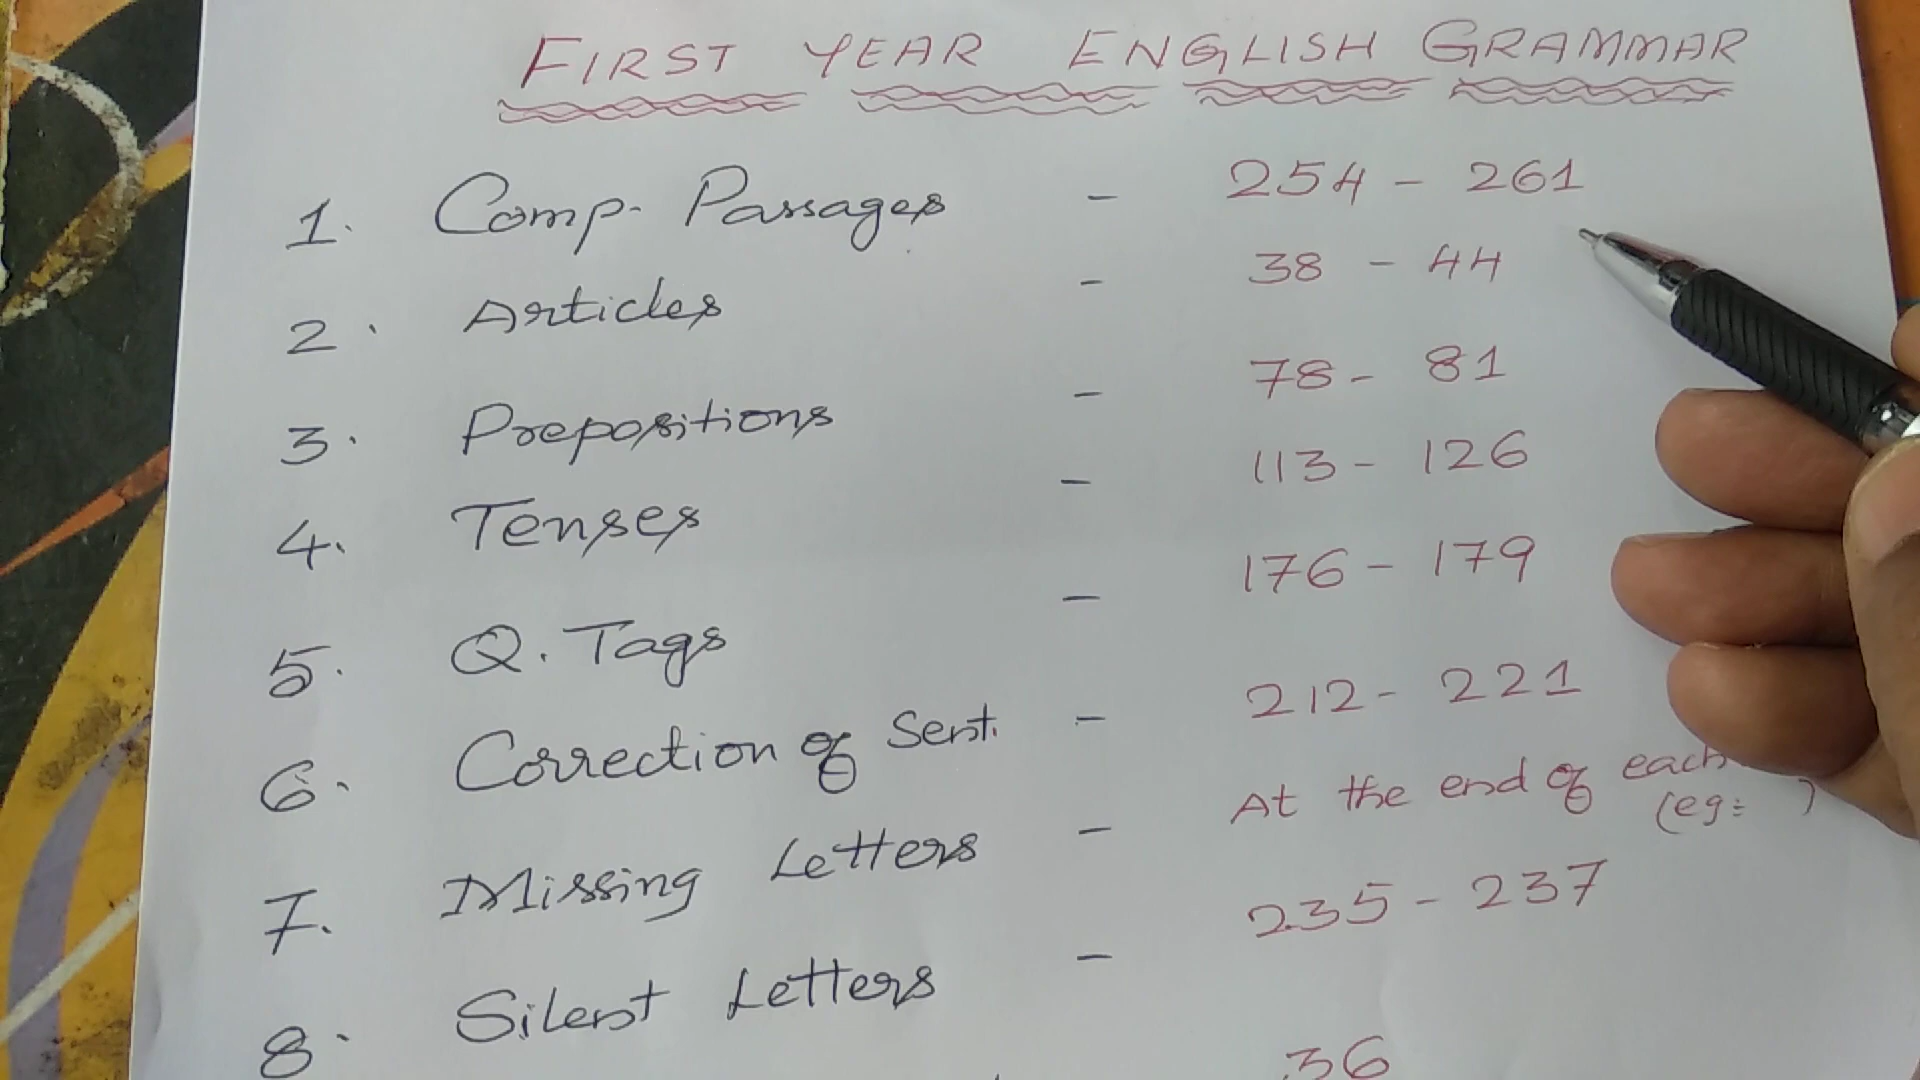 FIRST YEAR ENGLISH GRAMMAR
1. Comp. Passages - 254 - 261
2. Articles - 38 - 44
3. Prepositions - 78 - 81
4. Tenses - 113 - 126
5. Q. Tags - 176 - 179
6. Correction of Sent. - 212 - 221
7. Missing Letters - At the end of each (eg: )
8. Silent Letters - 235 - 237
36